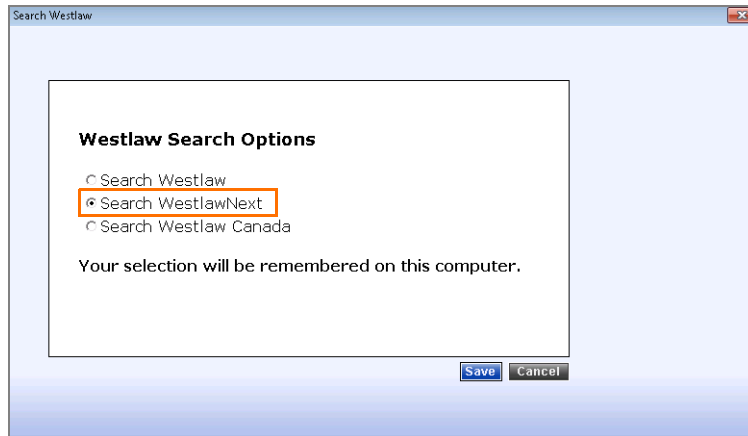 Search Westlaw
Westlaw Search Options
Search Westlaw
Search WestlawNext
Search Westlaw Canada
Your selection will be remembered on this computer.
Save Cancel